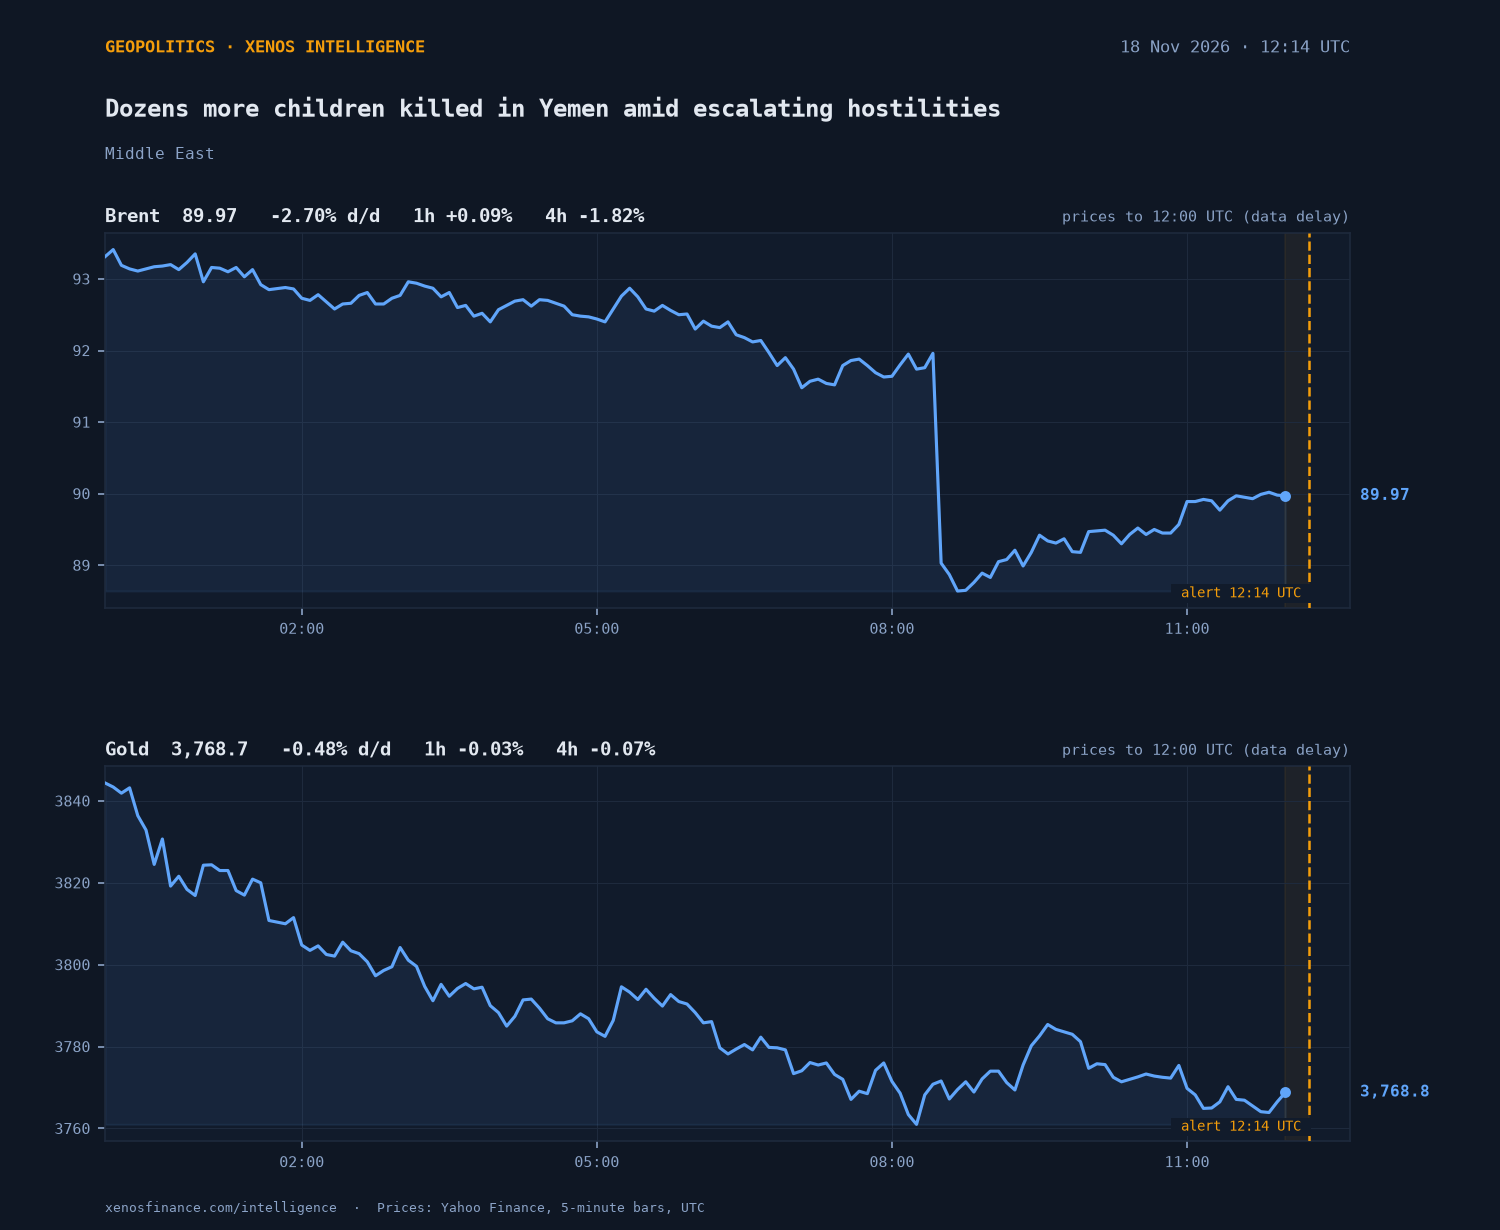 GEOPOLITICS · XENOS INTELLIGENCE
18 Nov 2026 · 12:14 UTC
Dozens more children killed in Yemen amid escalating hostilities
Middle East
Brent 89.97 -2.70% d/d 1h +0.09% 4h -1.82%
prices to 12:00 UTC (data delay)
93
92
91
90
89
89.97
alert 12:14 UTC
02:00 05:00 08:00 11:00
Gold 3,768.7 -0.48% d/d 1h -0.03% 4h -0.07%
prices to 12:00 UTC (data delay)
3840
3820
3800
3780
3760
3,768.8
alert 12:14 UTC
02:00 05:00 08:00 11:00
xenosfinance.com/intelligence · Prices: Yahoo Finance, 5-minute bars, UTC